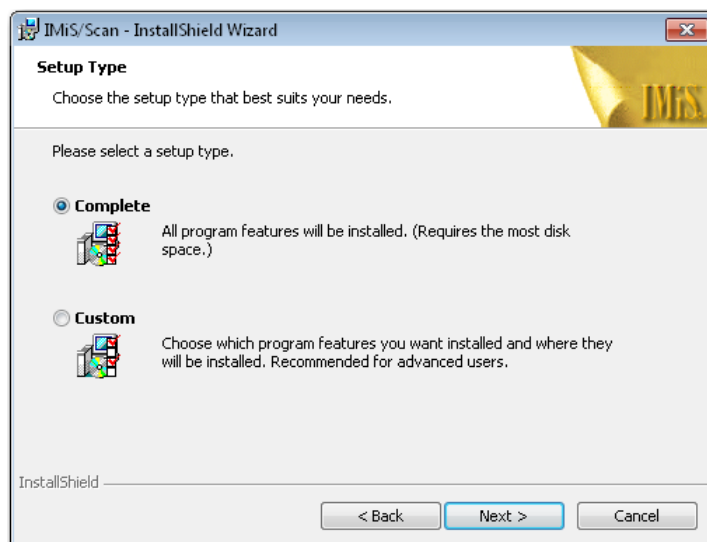 IMiS/Scan - InstallShield Wizard
Setup Type
Choose the setup type that best suits your needs.
IMiS
Please select a setup type.
Complete
All program features will be installed. (Requires the most disk
space.)
Custom
Choose which program features you want installed and where they
will be installed. Recommended for advanced users.
InstallShield
< Back
Next >
Cancel